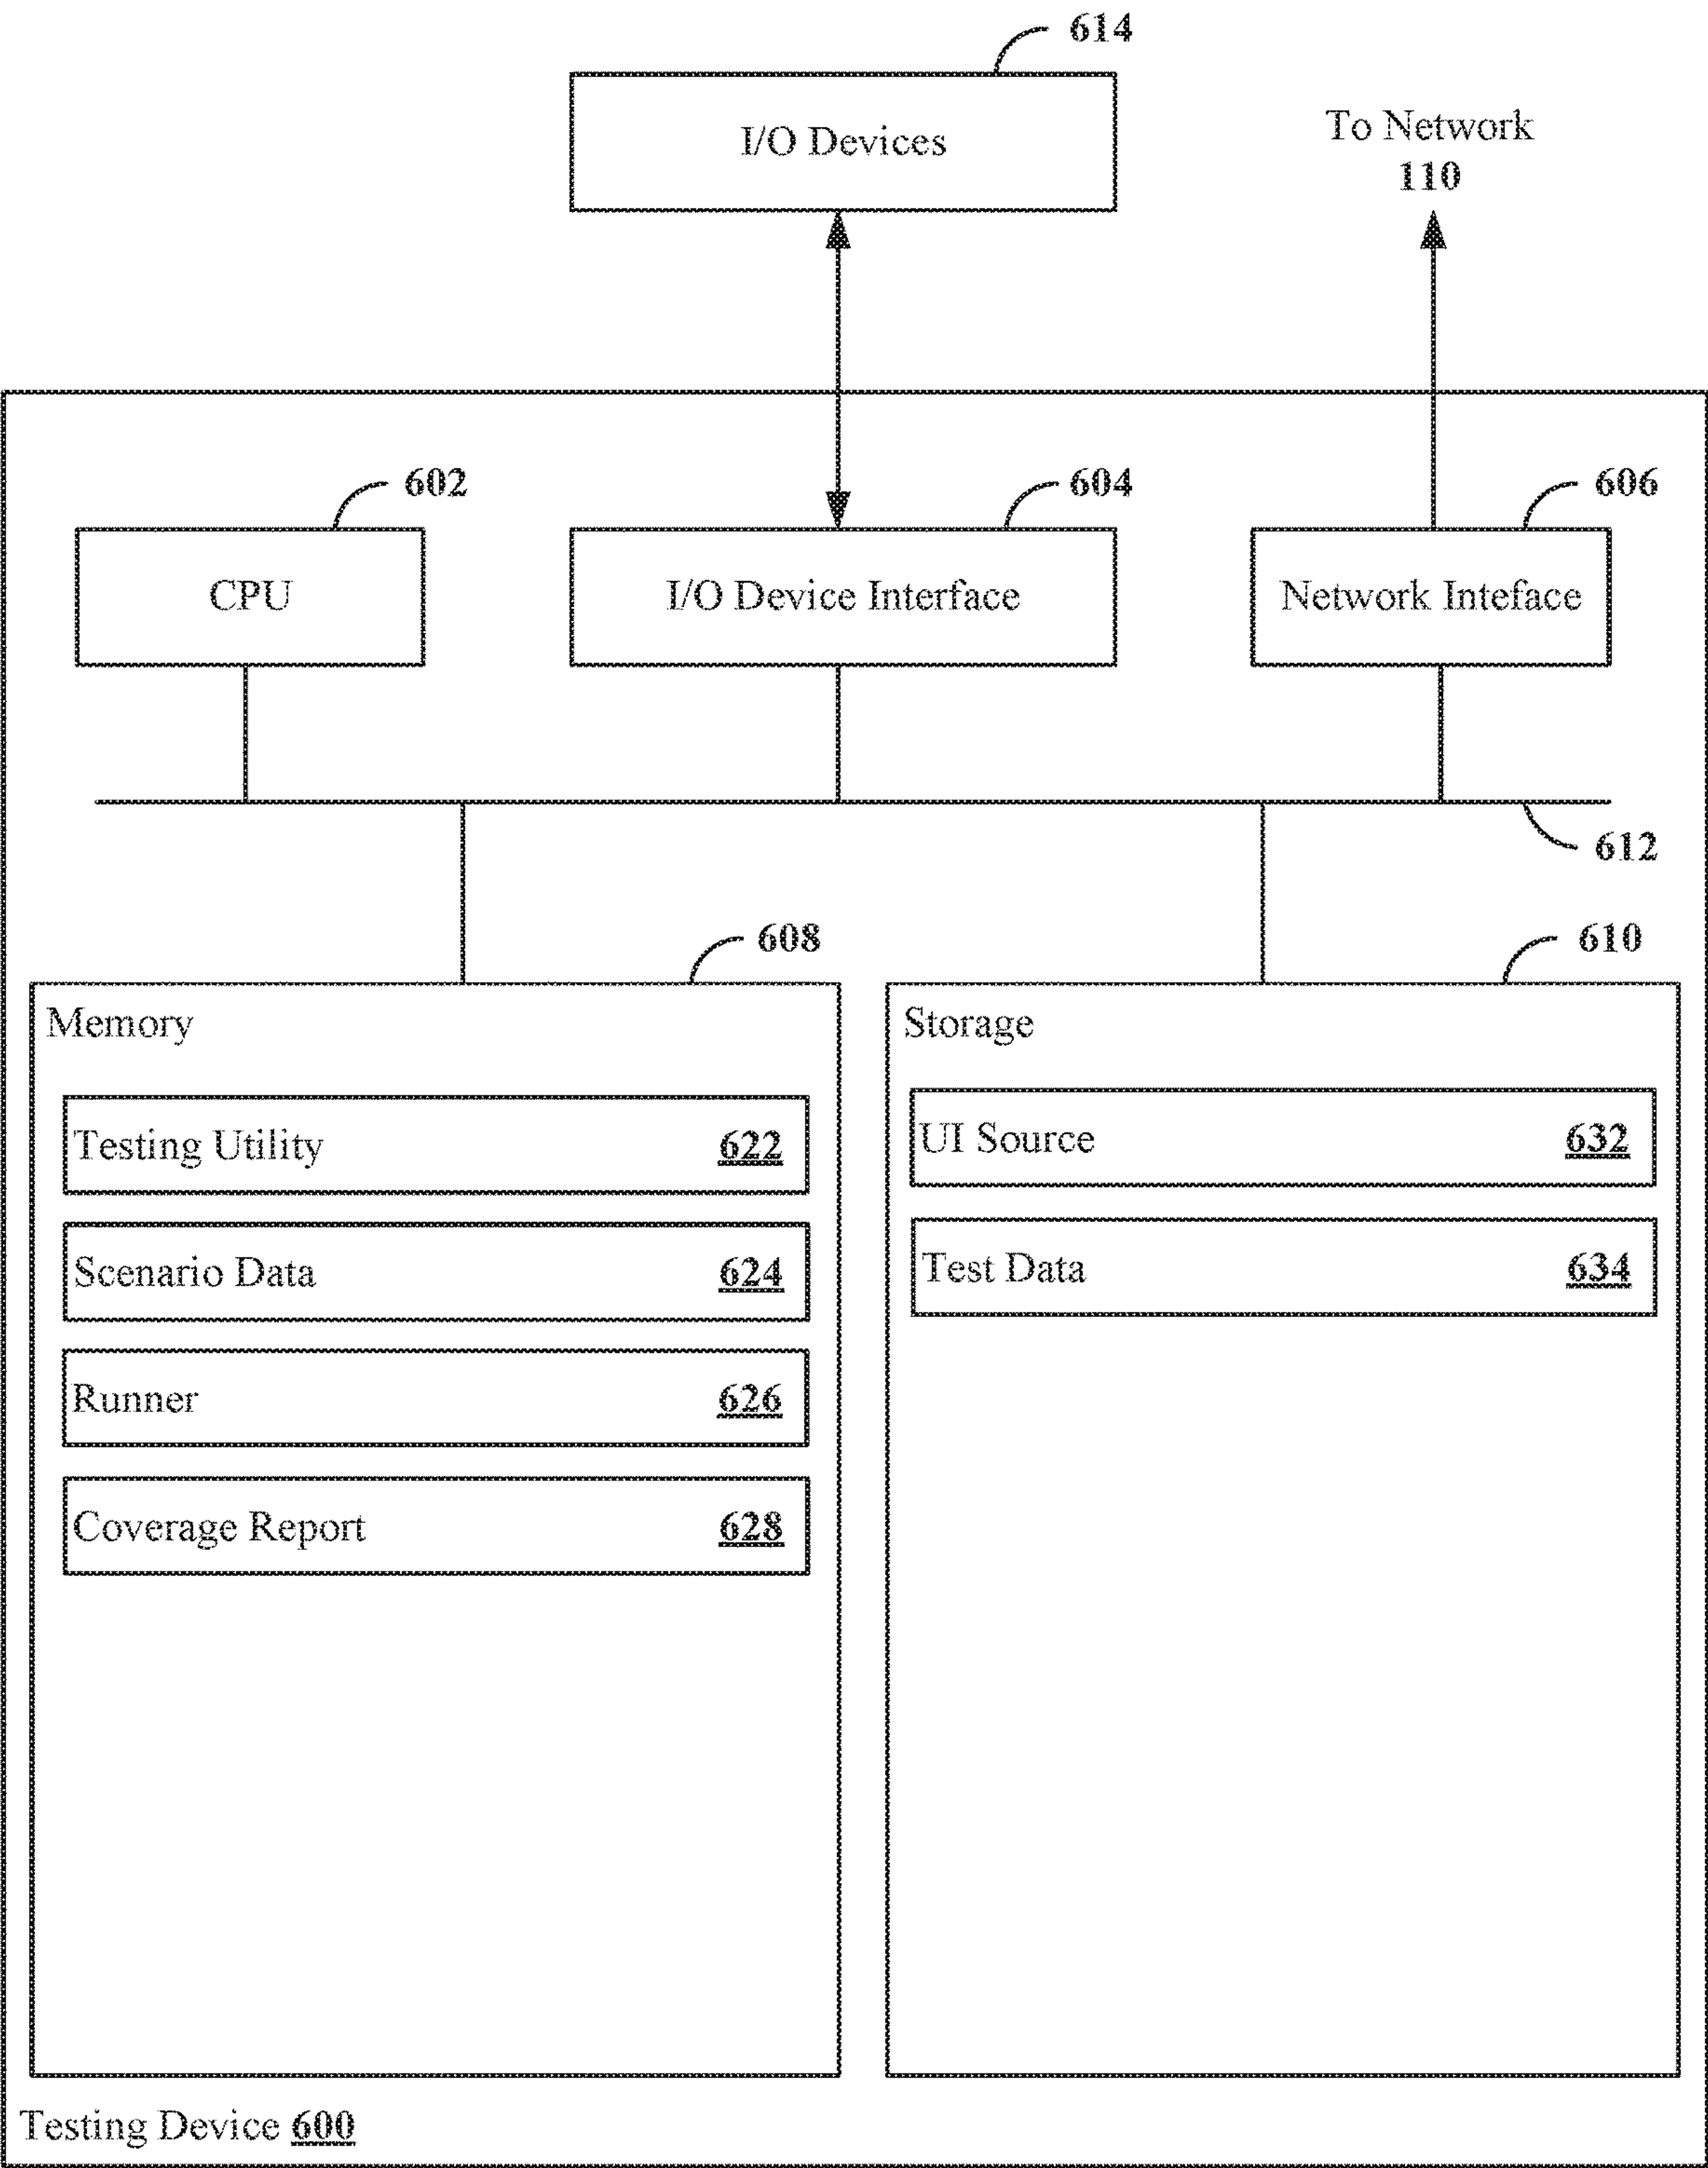 614
I/O Devices
To Network
110
602
604
606
CPU
I/O Device Interface
Network Inteface
612
608
610
Memory
Testing Utility 622
Scenario Data 624
Runner 626
Coverage Report 628
Storage
UI Source 632
Test Data 634
Testing Device 600